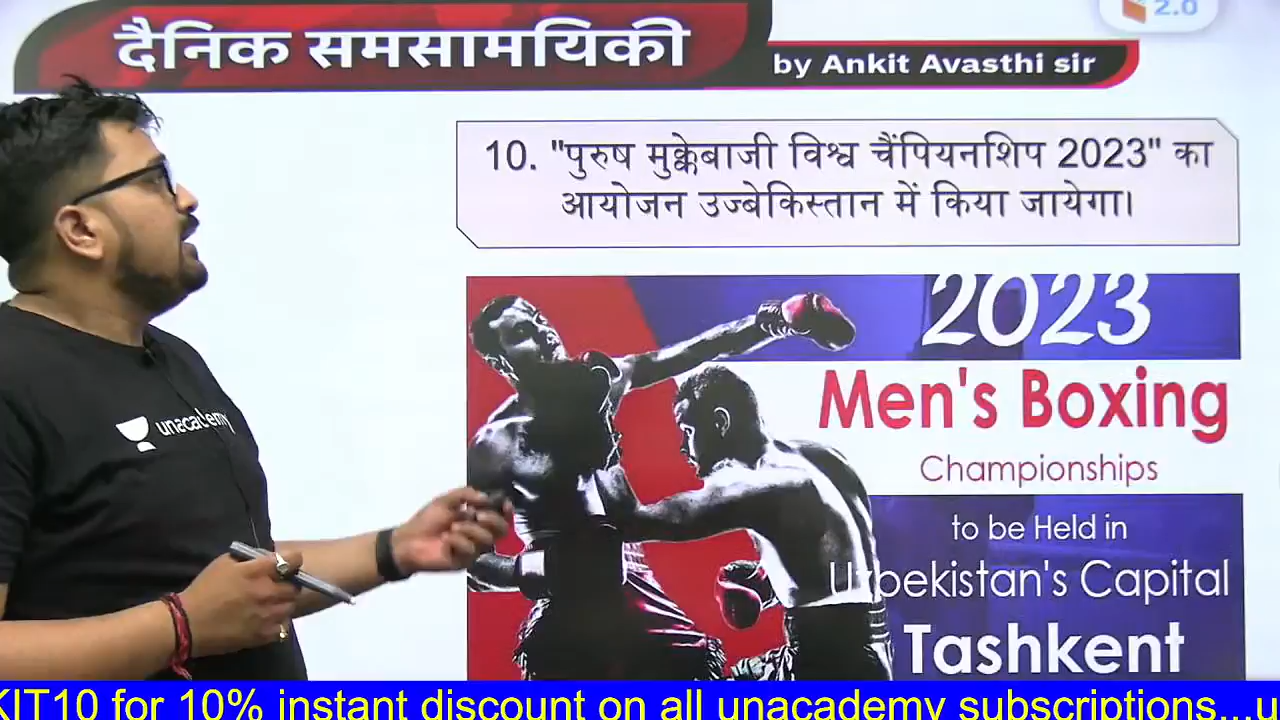 दैनिक समसामयिकी
by Ankit Avasthi sir
2.0
10. "पुरुष मुक्केबाजी विश्व चैंपियनशिप 2023" का
आयोजन उज्बेकिस्तान में किया जायेगा।
unacademy
2023
Men's Boxing
Championships
to be Held in
Uzbekistan's Capital
Tashkent
KIT10 for 10% instant discount on all unacademy subscriptions...u